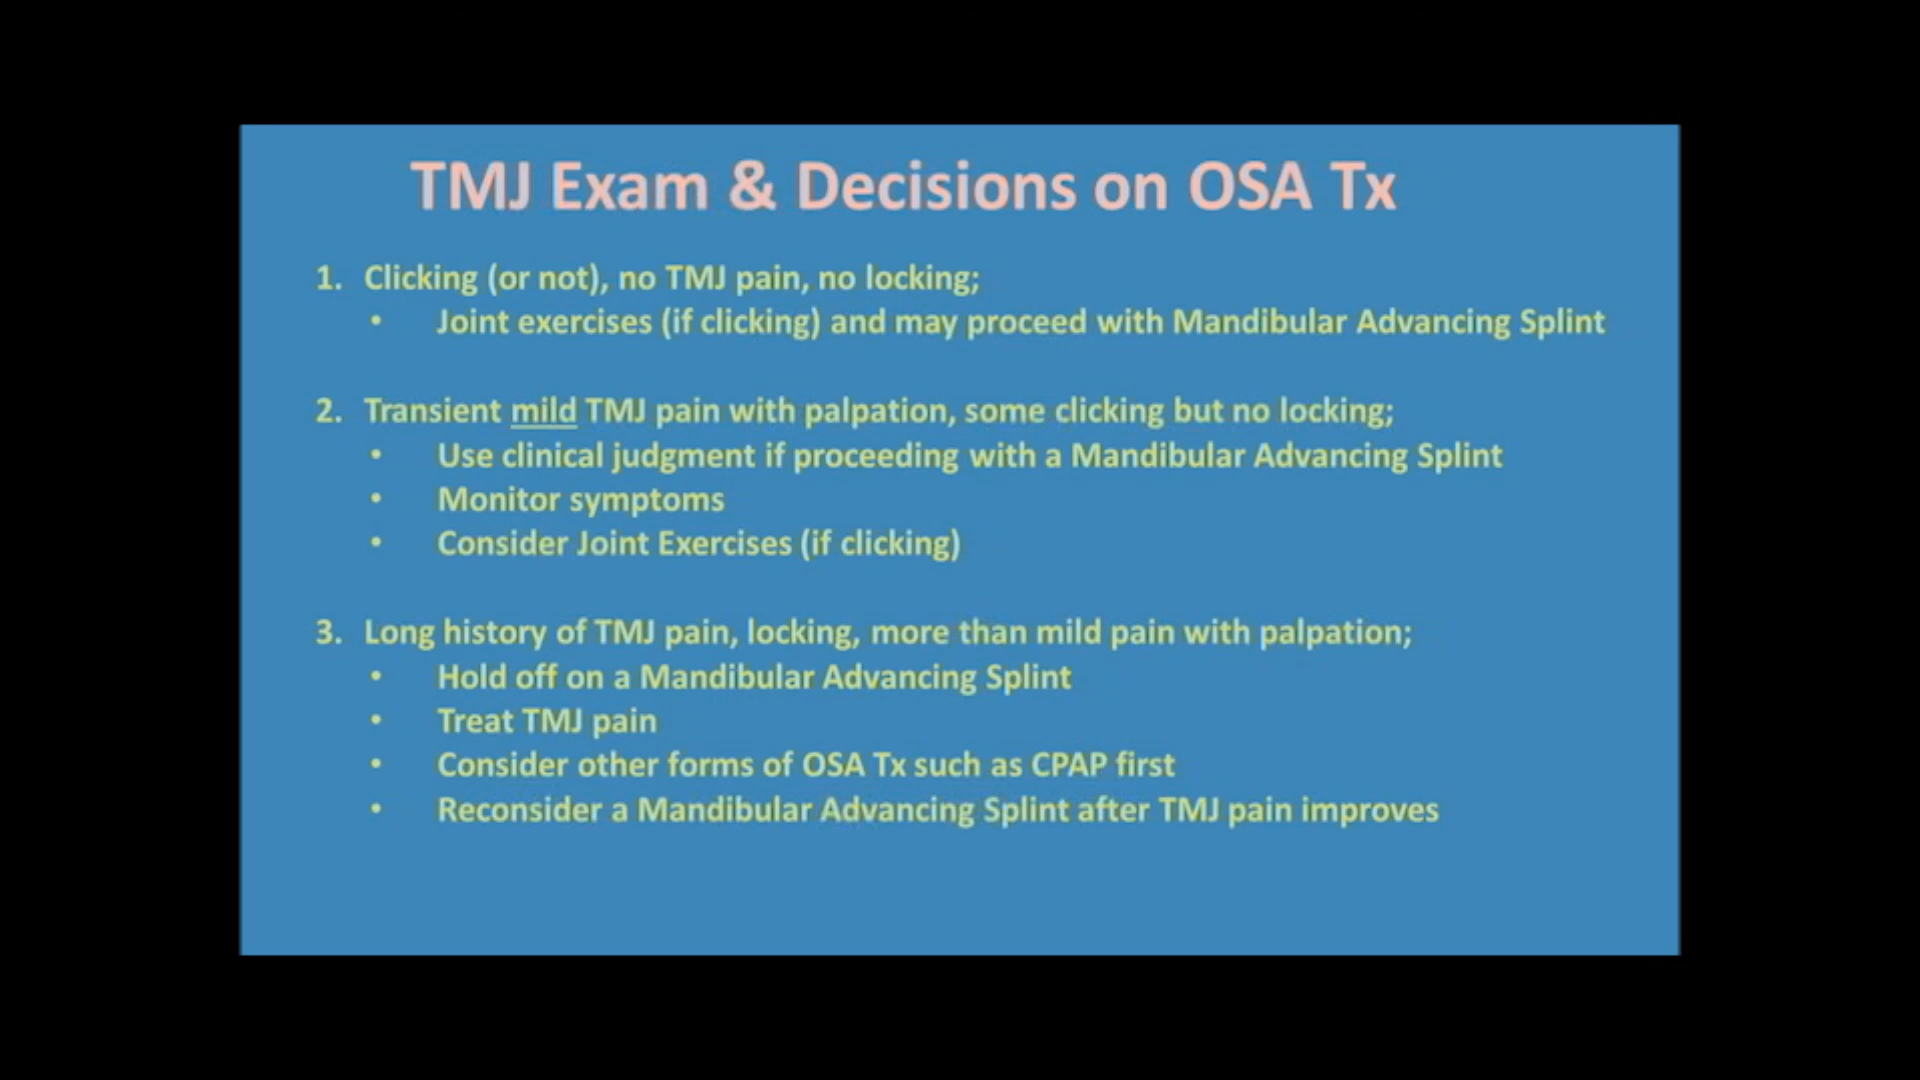 TMJ Exam & Decisions on OSA Tx
1. Clicking (or not), no TMJ pain, no locking;
• Joint exercises (if clicking) and may proceed with Mandibular Advancing Splint
2. Transient mild TMJ pain with palpation, some clicking but no locking;
• Use clinical judgment if proceeding with a Mandibular Advancing Splint
• Monitor symptoms
• Consider Joint Exercises (if clicking)
3. Long history of TMJ pain, locking, more than mild pain with palpation;
• Hold off on a Mandibular Advancing Splint
• Treat TMJ pain
• Consider other forms of OSA Tx such as CPAP first
• Reconsider a Mandibular Advancing Splint after TMJ pain improves